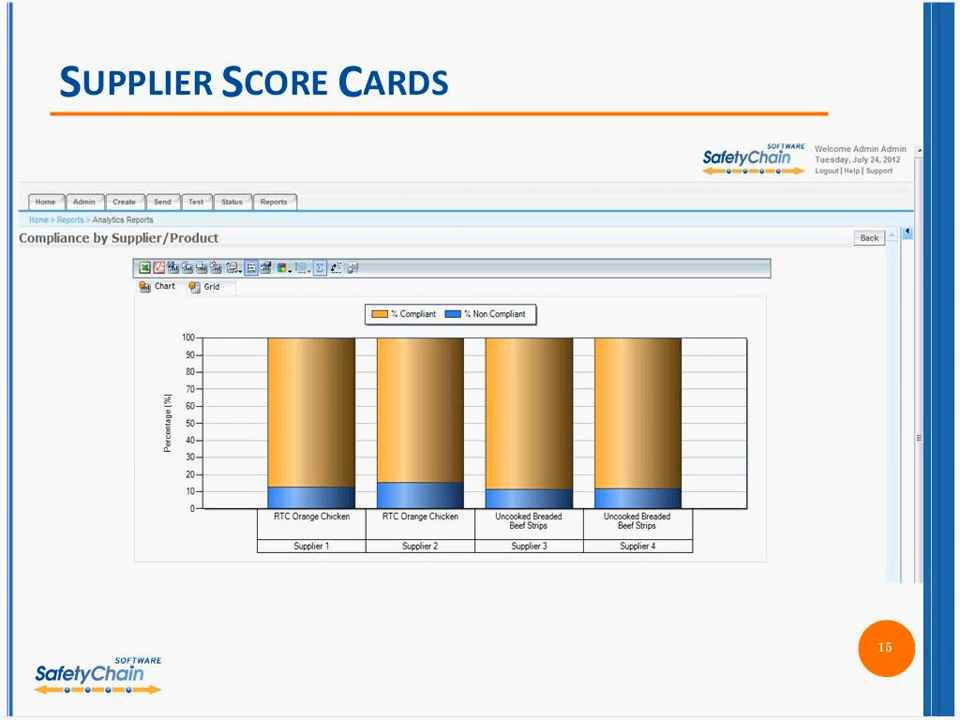 SUPPLIER SCORE CARDS
SOFTWARE
SafetyChain
Welcome Admin Admin
Tuesday, July 24, 2012
Logout | Help | Support
Home Admin Create Send Test Status Reports
Home > Reports > Analytics Reports
Compliance by Supplier/Product
Back
Chart Grid
% Compliant % Non Compliant
Percentage (%)
100
90
80
70
60
50
40
30
20
10
0
RTC Orange Chicken RTC Orange Chicken Uncooked Breaded Uncooked Breaded
Beef Strips Beef Strips
Supplier 1 Supplier 2 Supplier 3 Supplier 4
15
SOFTWARE
SafetyChain